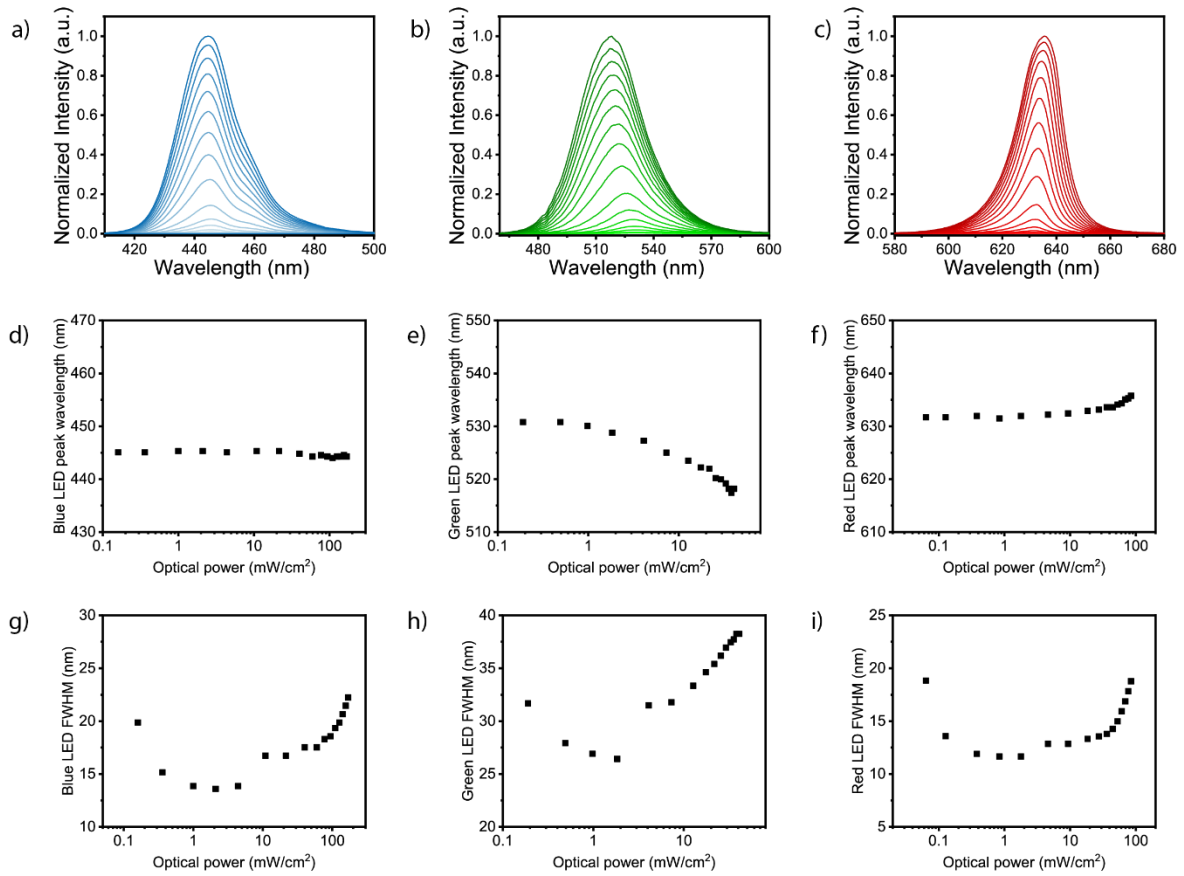 a)
Normalized Intensity (a.u.)
1.0
0.8
0.6
0.4
0.2
0.0
420 440 460 480 500
Wavelength (nm)
b)
Normalized Intensity (a.u.)
1.0
0.8
0.6
0.4
0.2
0.0
480 510 540 570 600
Wavelength (nm)
c)
Normalized Intensity (a.u.)
1.0
0.8
0.6
0.4
0.2
0.0
580 600 620 640 660 680
Wavelength (nm)
d)
Blue LED peak wavelength (nm)
470
460
450
440
430
0.1 1 10 100
Optical power (mW/cm²)
e)
Green LED peak wavelength (nm)
550
540
530
520
510
0.1 1 10
Optical power (mW/cm²)
f)
Red LED peak wavelength (nm)
650
640
630
620
610
0.1 1 10 100
Optical power (mW/cm²)
g)
Blue LED FWHM (nm)
30
25
20
15
10
0.1 1 10 100
Optical power (mW/cm²)
h)
Green LED FWHM (nm)
40
35
30
25
20
0.1 1 10
Optical power (mW/cm²)
i)
Red LED FWHM (nm)
25
20
15
10
5
0.1 1 10 100
Optical power (mW/cm²)